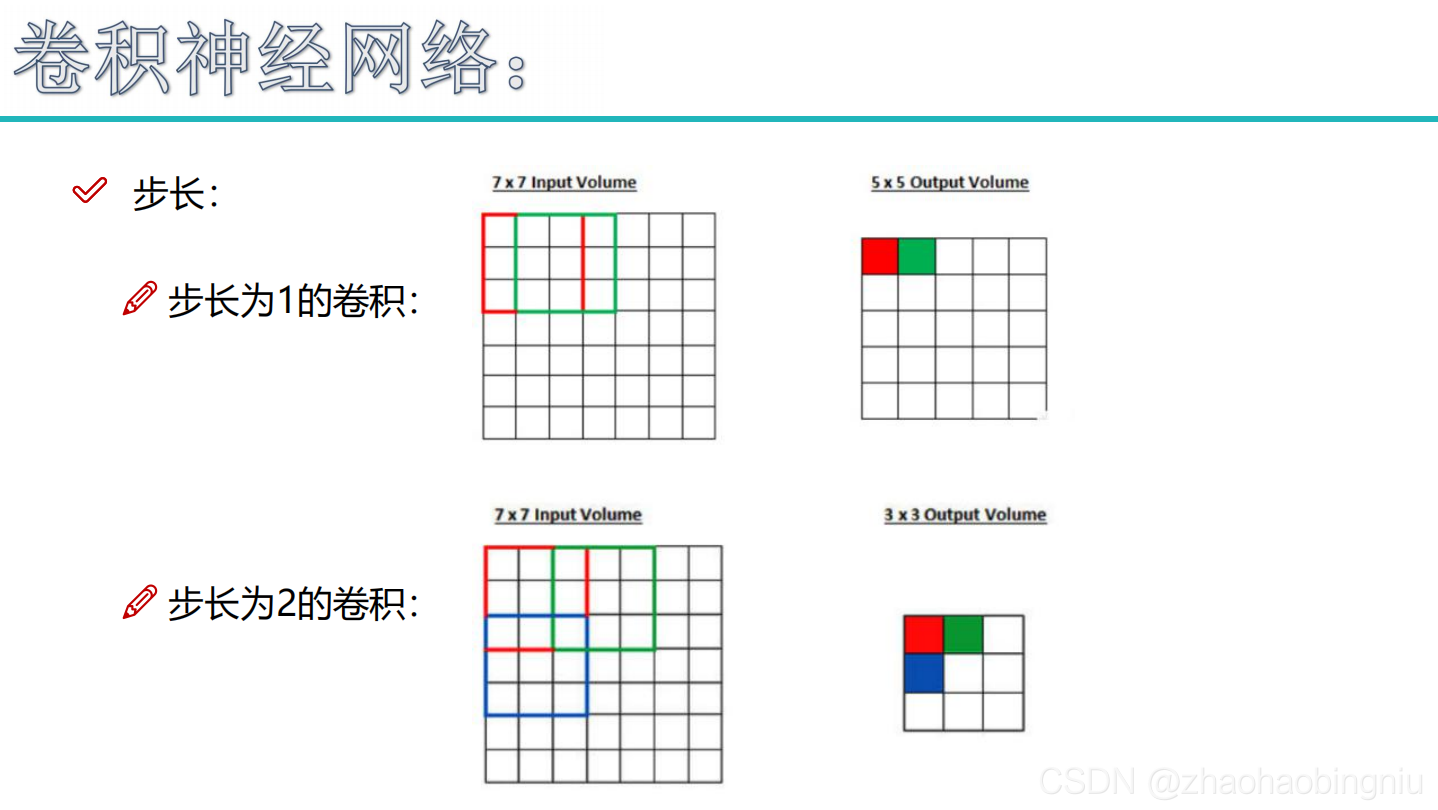 卷积神经网络：
步长：
7 x 7 Input Volume
5 x 5 Output Volume
步长为1的卷积：
7 x 7 Input Volume
3 x 3 Output Volume
步长为2的卷积：
CSDN @zhaohaobingniu